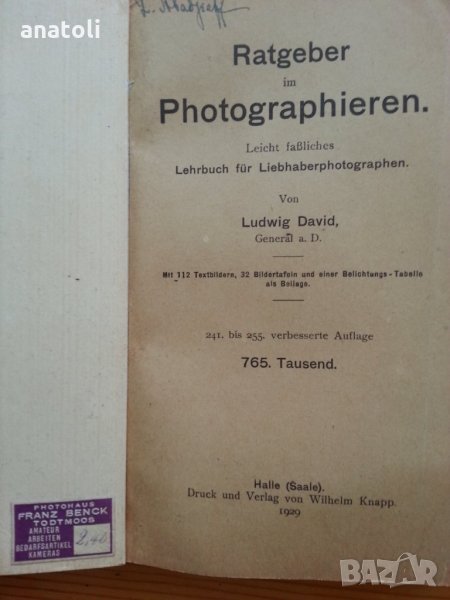 anatoli
Ratgeber
im
Photographieren.
Leicht faßliches
Lehrbuch für Liebhaberphotographen.
Von
Ludwig David,
General a. D.
Mit 112 Textbildern, 32 Bildertafeln und einer Belichtungs-Tabelle
als Beilage.
241. bis 255. verbesserte Auflage
765. Tausend.
Halle (Saale).
Druck und Verlag von Wilhelm Knapp.
1929
PHOTOHAUS
FRANZ BENCK
TODTMOOS
AMATEUR
ARBEITEN
BEDARFSARTIKEL
KAMERAS
BAZAR